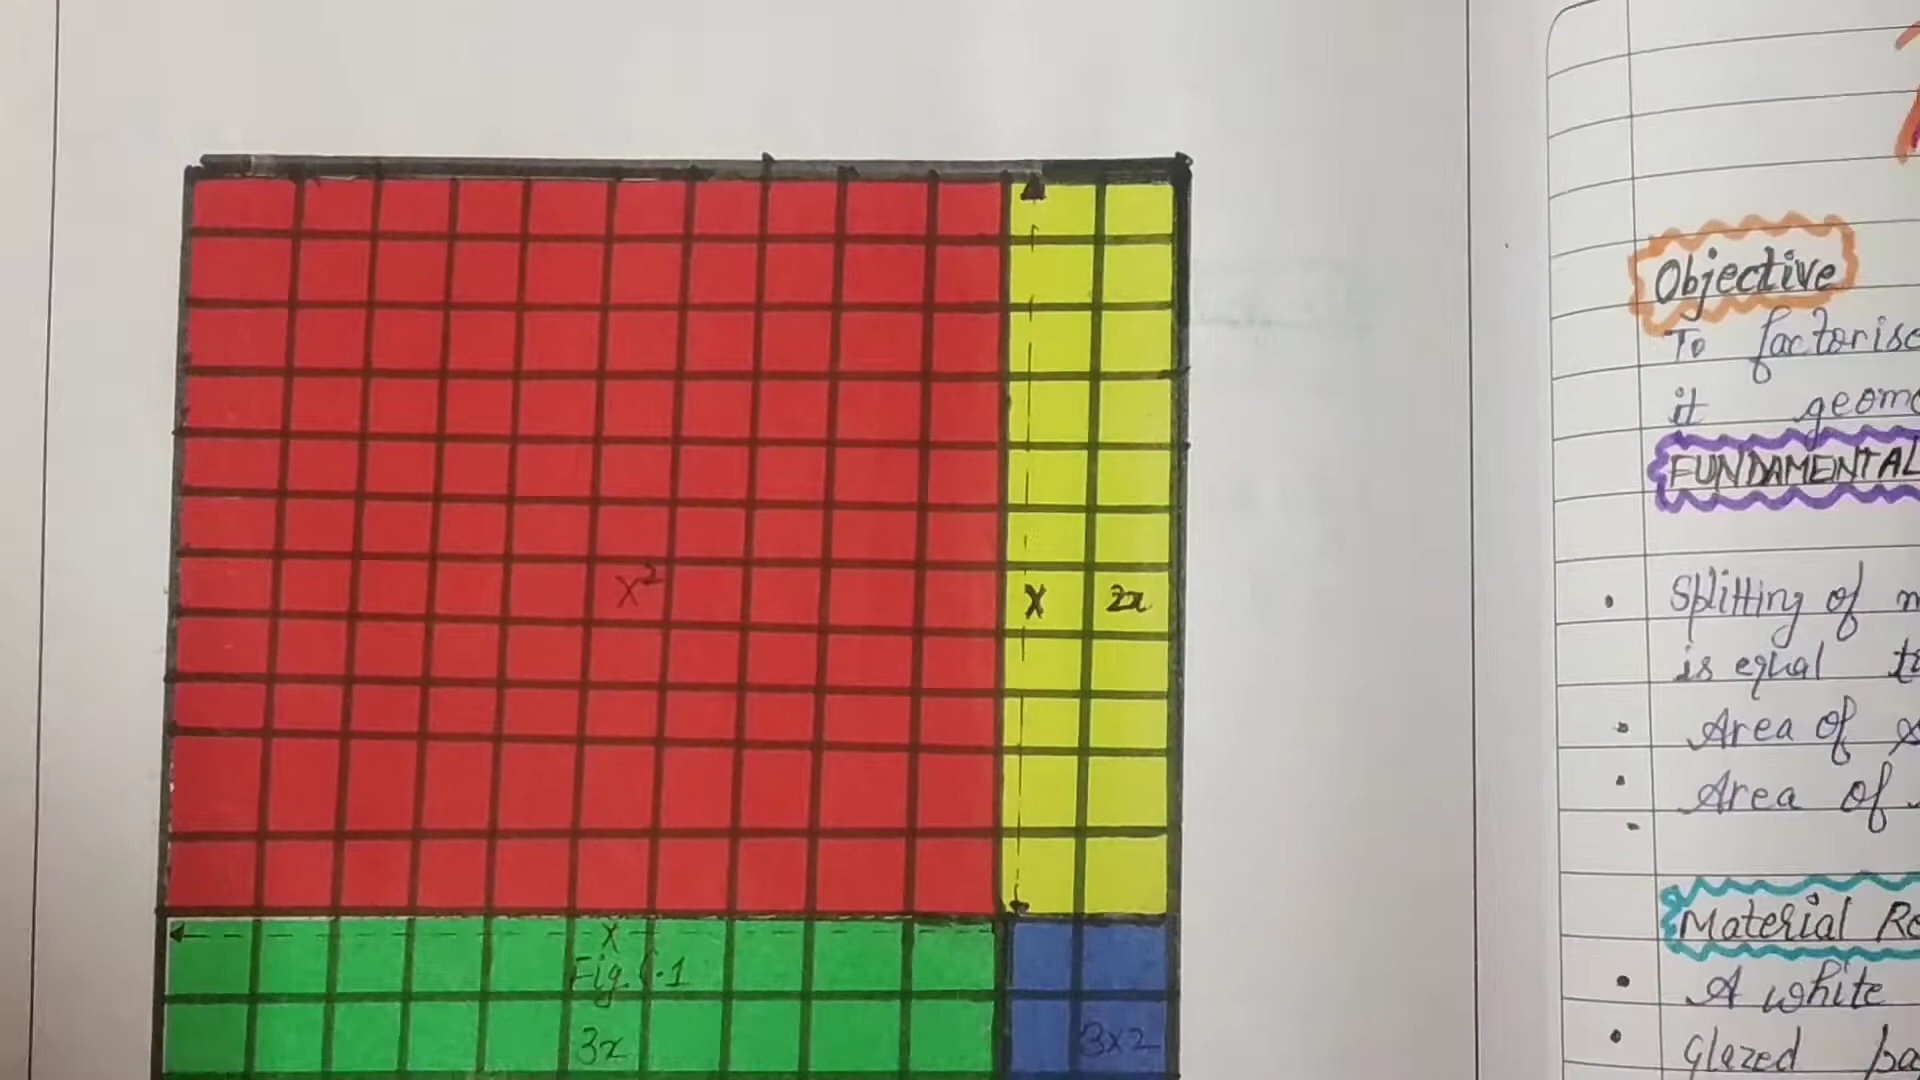 x²
x 2x
x
Fig. 6.1
3x
3x2
Objective
To factorise
it geome
FUNDAMENTAL
Splitting of m
is equal to
Area of
Area of
Material Re
A white
Glazed pa